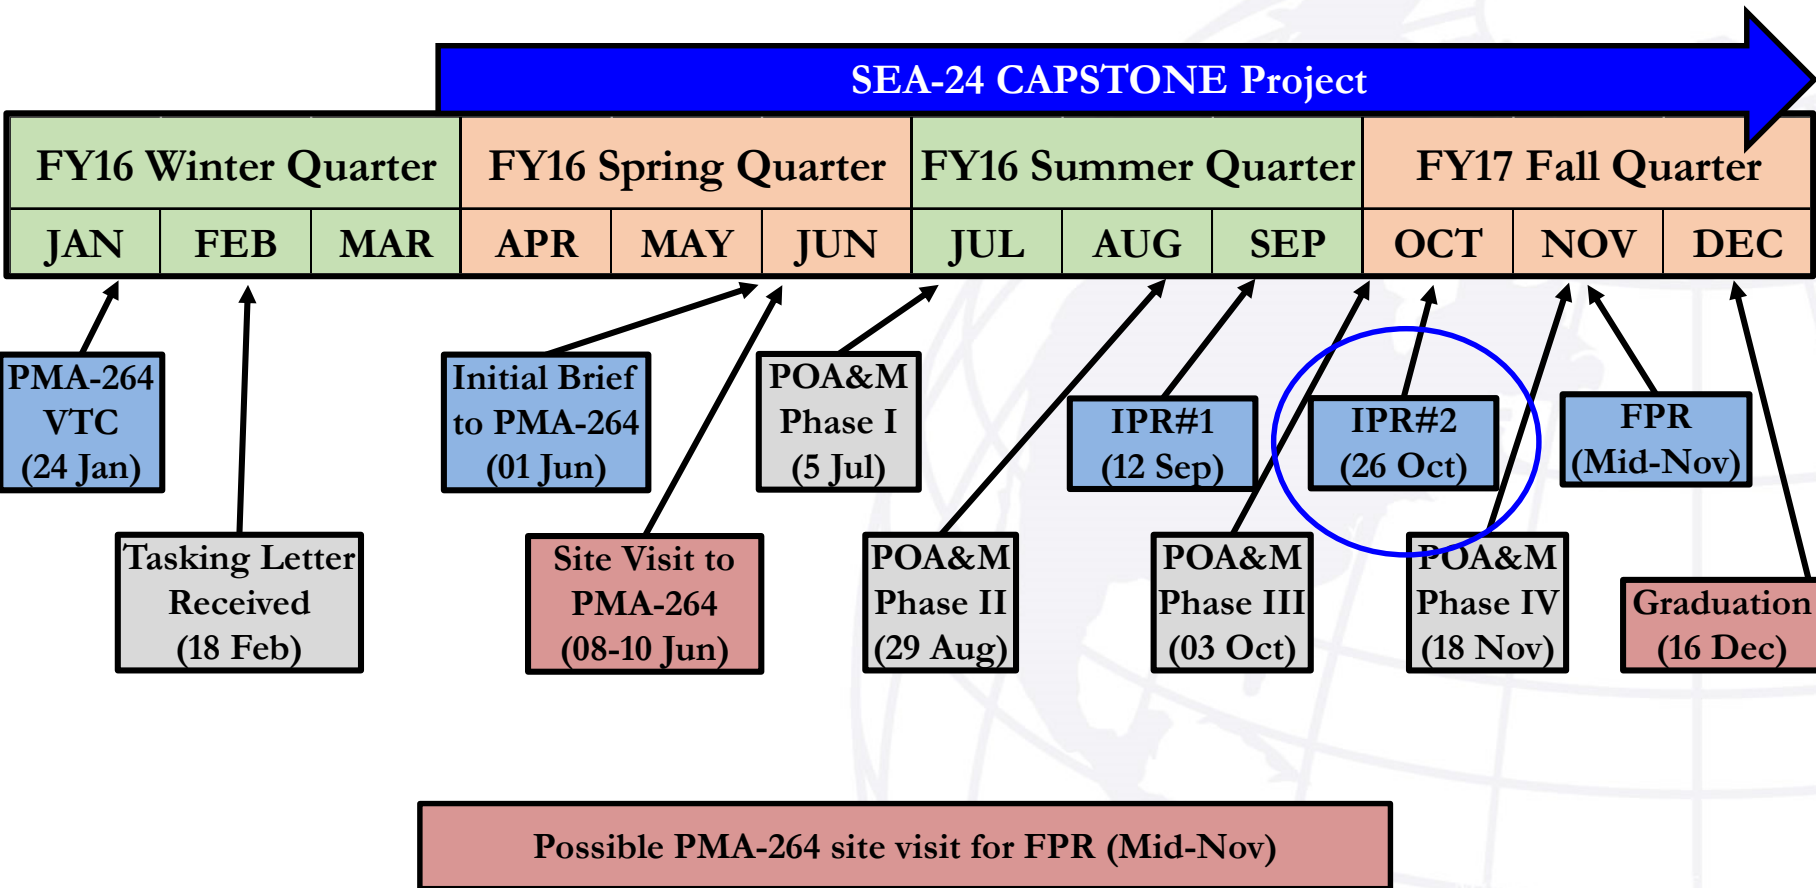 SEA-24 CAPSTONE Project
FY16 Winter Quarter
FY16 Spring Quarter
FY16 Summer Quarter
FY17 Fall Quarter
JAN
FEB
MAR
APR
MAY
JUN
JUL
AUG
SEP
OCT
NOV
DEC
PMA-264
VTC
(24 Jan)
Initial Brief
to PMA-264
(01 Jun)
POA&M
Phase I
(5 Jul)
IPR#1
(12 Sep)
IPR#2
(26 Oct)
FPR
(Mid-Nov)
Tasking Letter
Received
(18 Feb)
Site Visit to
PMA-264
(08-10 Jun)
POA&M
Phase II
(29 Aug)
POA&M
Phase III
(03 Oct)
POA&M
Phase IV
(18 Nov)
Graduation
(16 Dec)
Possible PMA-264 site visit for FPR (Mid-Nov)